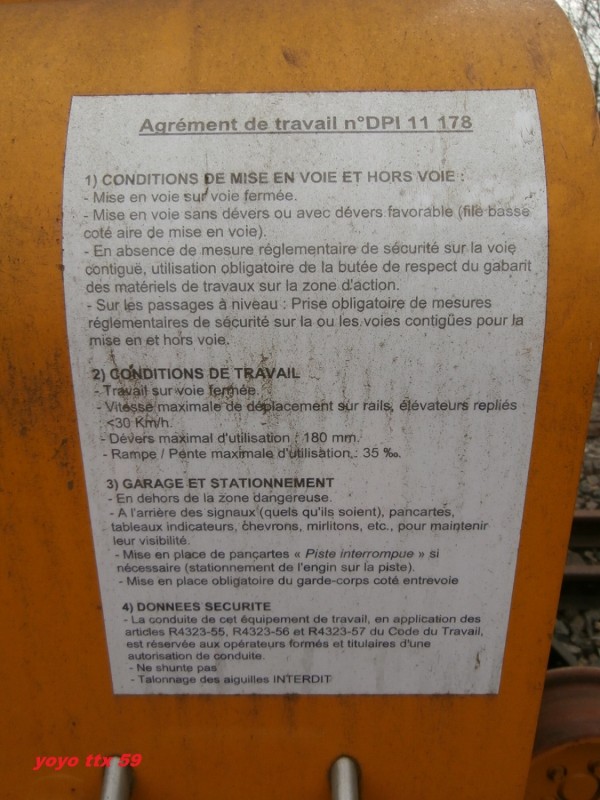 Agrément de travail n°DPI 11 178
1) CONDITIONS DE MISE EN VOIE ET HORS VOIE :
- Mise en voie sur voie fermée.
- Mise en voie sans dévers ou avec dévers favorable (file basse
coté aire de mise en voie).
- En absence de mesure réglementaire de sécurité sur la voie
contiguë, utilisation obligatoire de la butée de respect du gabarit
des matériels de travaux sur la zone d'action.
- Sur les passages à niveau : Prise obligatoire de mesures
réglementaires de sécurité sur la ou les voies contigües pour la
mise en et hors voie.
2) CONDITIONS DE TRAVAIL
- Travail sur voie fermée.
- Vitesse maximale de déplacement sur rails, élévateurs repliés
<30 Km/h.
- Dévers maximal d'utilisation : 180 mm.
- Rampe / Pente maximale d'utilisation : 35 ‰.
3) GARAGE ET STATIONNEMENT
- En dehors de la zone dangereuse.
- A l'arrière des signaux (quels qu'ils soient), pancartes,
tableaux indicateurs, chevrons, mirlitons, etc., pour maintenir
leur visibilité.
- Mise en place de pancartes « Piste interrompue » si
nécessaire (stationnement de l'engin sur la piste).
- Mise en place obligatoire du garde-corps coté entrevoie
4) DONNEES SECURITE
- La conduite de cet équipement de travail, en application des
articles R4323-55, R4323-56 et R4323-57 du Code du Travail,
est réservée aux opérateurs formés et titulaires d'une
autorisation de conduite.
- Ne shunte pas
- Talonnage des aiguilles INTERDIT
yoyo ttx 59